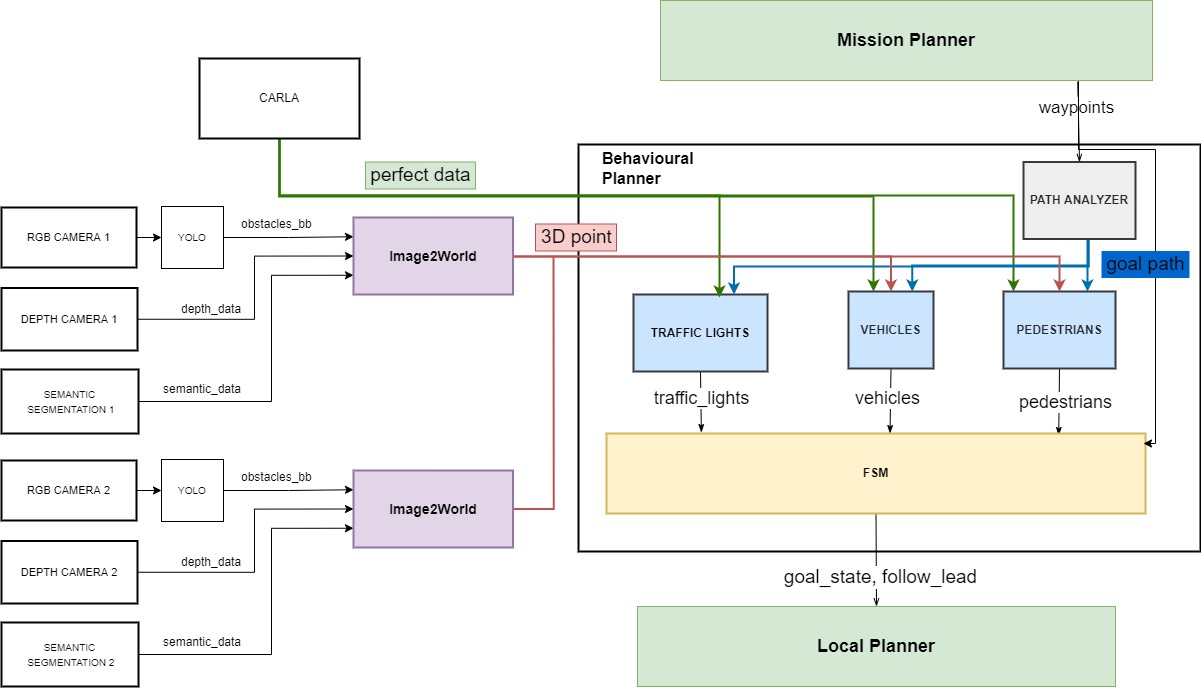 Mission Planner
CARLA
waypoints
Behavioural
Planner
perfect data
PATH ANALYZER
RGB CAMERA 1
YOLO
obstacles_bb
Image2World
3D point
goal path
DEPTH CAMERA 1
depth_data
TRAFFIC LIGHTS
VEHICLES
PEDESTRIANS
SEMANTIC
SEGMENTATION 1
semantic_data
traffic_lights
vehicles
pedestrians
FSM
RGB CAMERA 2
YOLO
obstacles_bb
Image2World
DEPTH CAMERA 2
depth_data
goal_state, follow_lead
SEMANTIC
SEGMENTATION 2
semantic_data
Local Planner